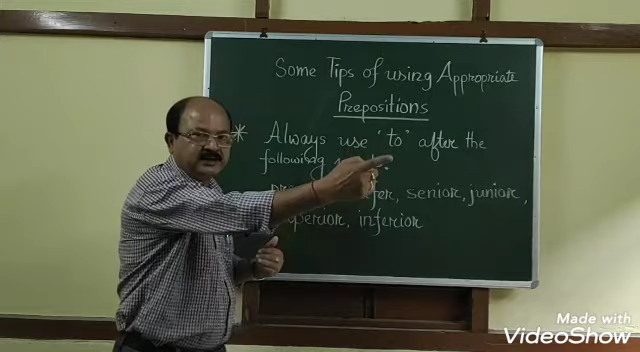 Some Tips of using Appropriate
Prepositions
* Always use "to" after the
following
senior, junior,
inferior
Made with
VideoShow